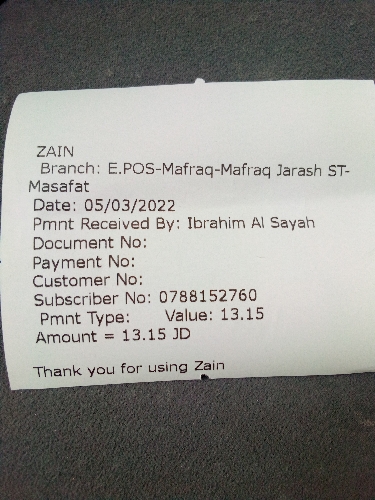 ZAIN
Branch: E.POS-Mafraq-Mafraq Jarash ST-
Masafat
Date: 05/03/2022
Pmnt Received By: Ibrahim Al Sayah
Document No:
Payment No:
Customer No:
Subscriber No: 0788152760
Pmnt Type: Value: 13.15
Amount = 13.15 JD
Thank you for using Zain